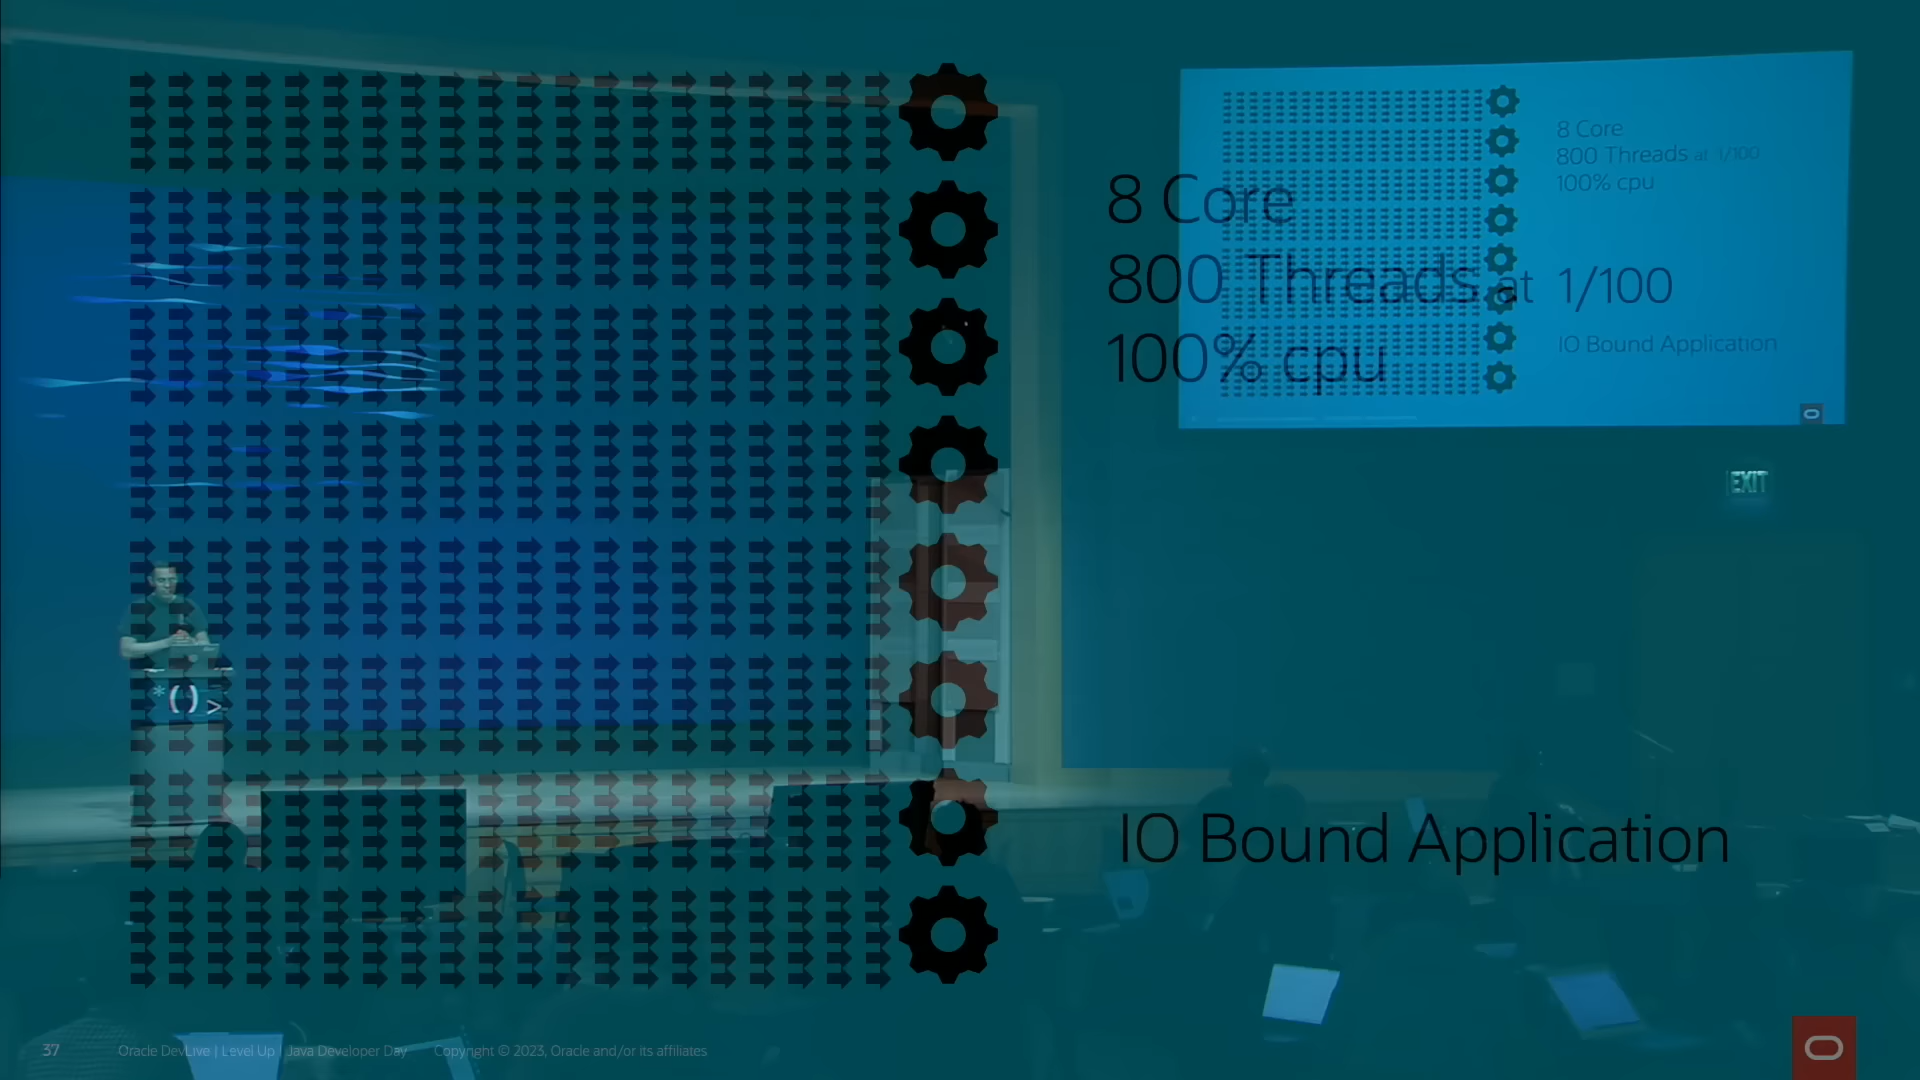 8 Core
800 Threads at 1/100
100% cpu
IO Bound Application
8 Core
800 Threads at 1/100
100% cpu
IO Bound Application
EXIT
*() >
37 Oracle DevLive | Level Up | Java Developer Day Copyright © 2023, Oracle and/or its affiliates